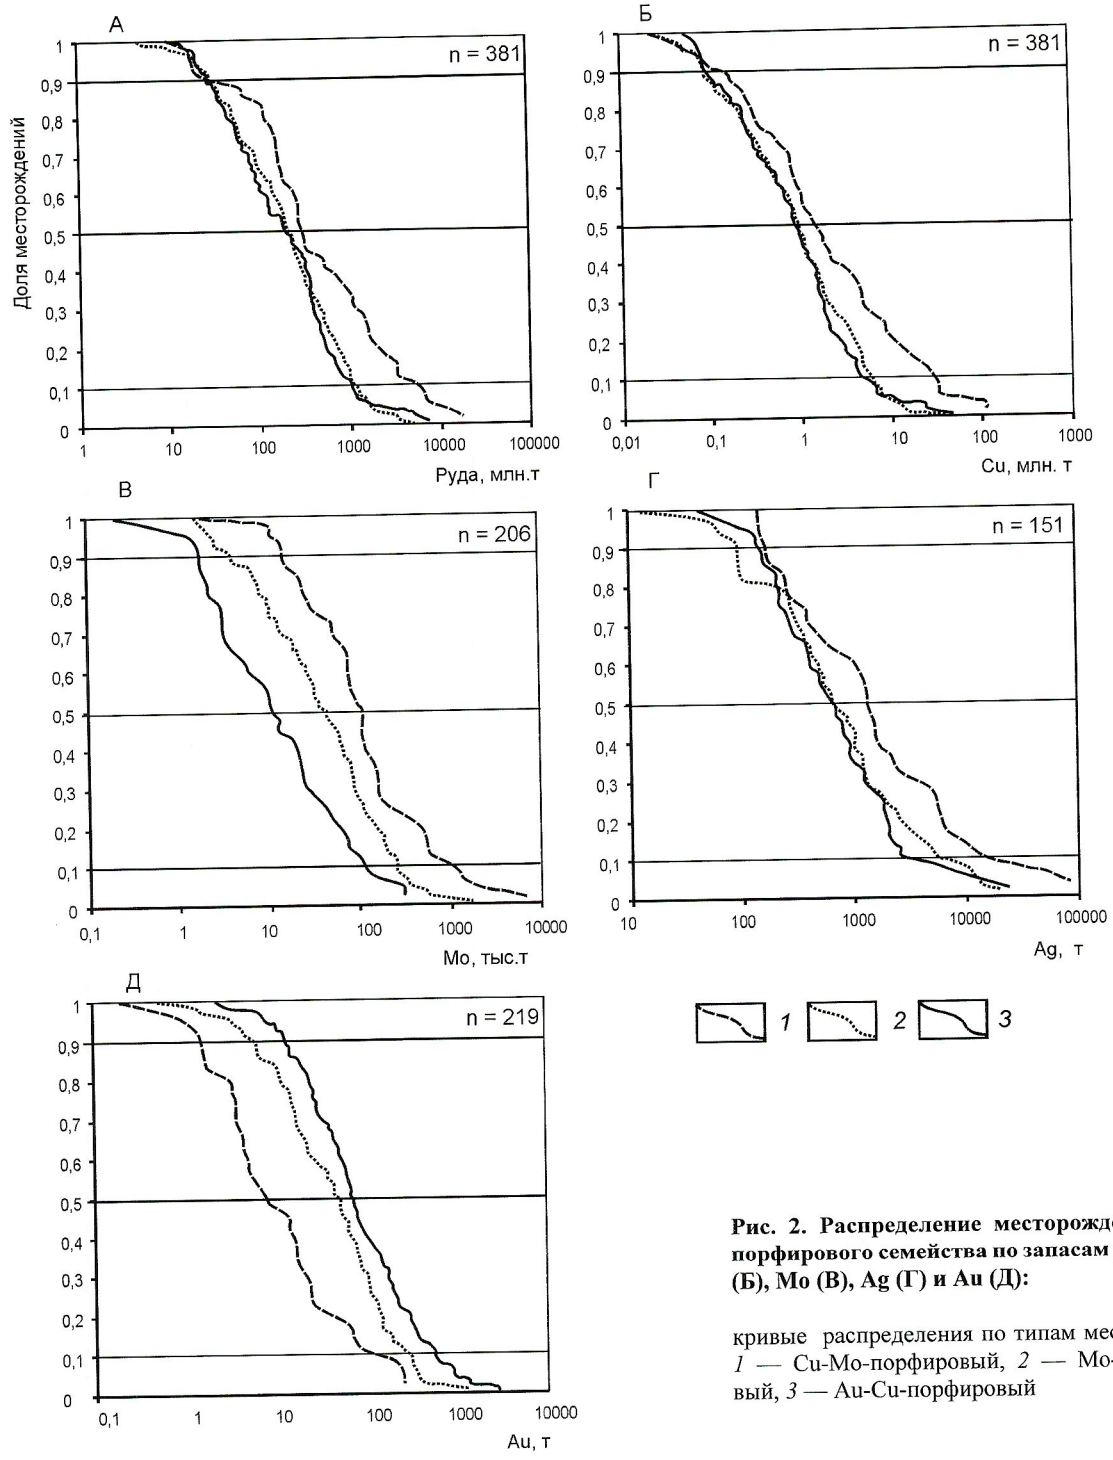 А
n = 381
Доля месторождений
1
0,9
0,8
0,7
0,6
0,5
0,4
0,3
0,2
0,1
0
1 10 100 1000 10000 100000
Руда, млн.т
Б
n = 381
1
0,9
0,8
0,7
0,6
0,5
0,4
0,3
0,2
0,1
0
0,01 0,1 1 10 100 1000
Cu, млн. т
В
n = 206
1
0,9
0,8
0,7
0,6
0,5
0,4
0,3
0,2
0,1
0
0,1 1 10 100 1000 10000
Mo, тыс.т
Г
n = 151
1
0,9
0,8
0,7
0,6
0,5
0,4
0,3
0,2
0,1
0
10 100 1000 10000 100000
Ag, т
Д
n = 219
1
0,9
0,8
0,7
0,6
0,5
0,4
0,3
0,2
0,1
0
0,1 1 10 100 1000 10000
Au, т
1 2 3
Рис. 2. Распределение месторожд
порфирового семейства по запасам
(Б), Mo (В), Ag (Г) и Au (Д):
кривые распределения по типам мес
1 — Cu-Mo-порфировый, 2 — Mo-
вый, 3 — Au-Cu-порфировый